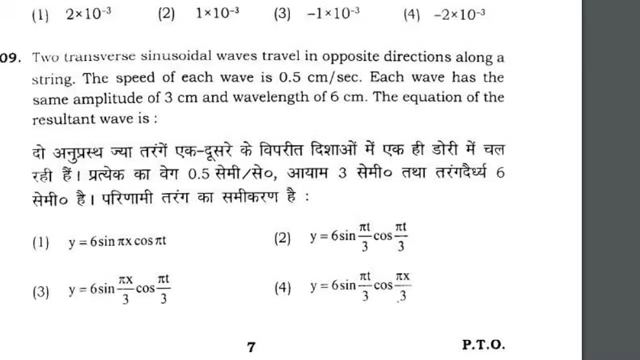 (1) 2×10⁻³ (2) 1×10⁻³ (3) –1×10⁻³ (4) –2×10⁻³
09. Two transverse sinusoidal waves travel in opposite directions along a
string. The speed of each wave is 0.5 cm/sec. Each wave has the
same amplitude of 3 cm and wavelength of 6 cm. The equation of the
resultant wave is :
दो अनुप्रस्थ ज्या तरंगें एक-दूसरे के विपरीत दिशाओं में एक ही डोरी में चल
रही हैं। प्रत्येक का वेग 0.5 सेमी/से०, आयाम 3 सेमी० तथा तरंगदैर्ध्य 6
सेमी० है। परिणामी तरंग का समीकरण है :
(1) y = 6 sin πx cos πt (2) y = 6 sin πt/3 cos πt/3
(3) y = 6 sin πx/3 cos πt/3 (4) y = 6 sin πt/3 cos πx/3
7 P.T.O.